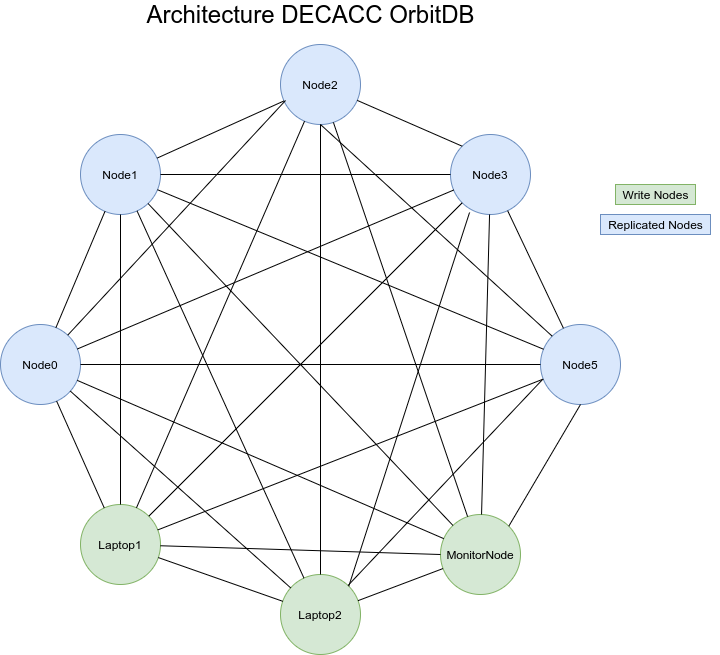 Architecture DECACC OrbitDB
Node2
Node1
Node3
Write Nodes
Replicated Nodes
Node0
Node5
Laptop1
MonitorNode
Laptop2